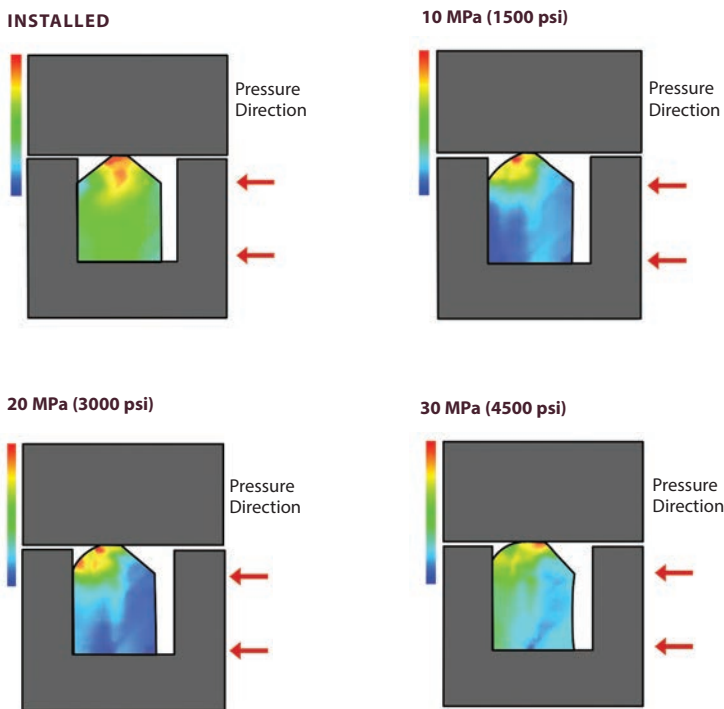 INSTALLED
Pressure
Direction
10 MPa (1500 psi)
Pressure
Direction
20 MPa (3000 psi)
Pressure
Direction
30 MPa (4500 psi)
Pressure
Direction